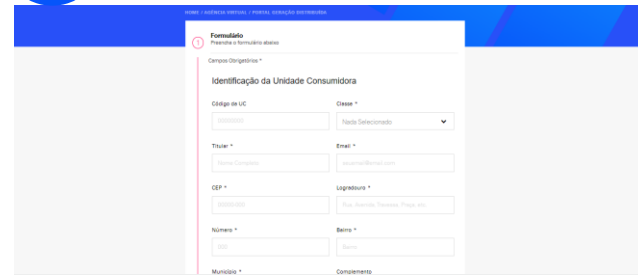 HOME / AGÊNCIA VIRTUAL / PORTAL GERAÇÃO DISTRIBUÍDA
1
Formulário
Preencha o formulário abaixo
Campos Obrigatórios *
Identificação da Unidade Consumidora
Código da UC
Classe *
Nada Selecionado
Titular *
Email *
Nome Completo
CEP *
Logradouro *
Rua, Avenida, Travessa, Praça, etc
Número *
Bairro *
000
Bairro
Município *
Complemento